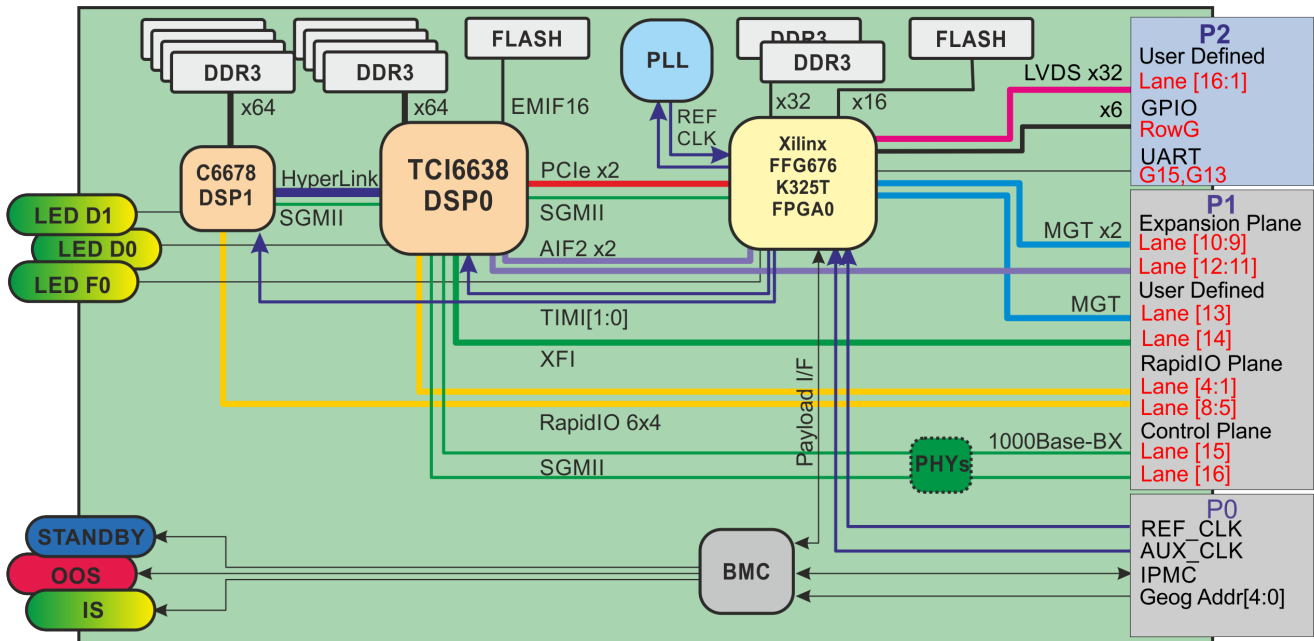 DDR3
x64
DDR3
x64
FLASH
EMIF16
PLL
REF
CLK
DDR3
DDR3
x32
FLASH
x16
LVDS x32
x6
P2
User Defined
Lane [16:1]
GPIO
RowG
UART
G15,G13
C6678
DSP1
HyperLink
SGMII
TCI6638
DSP0
PCIe x2
SGMII
AIF2 x2
Xilinx
FFG676
K325T
FPGA0
LED D1
LED D0
LED F0
MGT x2
MGT
P1
Expansion Plane
Lane [10:9]
Lane [12:11]
User Defined
Lane [13]
Lane [14]
RapidIO Plane
Lane [4:1]
Lane [8:5]
Control Plane
Lane [15]
Lane [16]
TIMI[1:0]
XFI
RapidIO 6x4
SGMII
Payload I/F
PHYs
1000Base-BX
STANDBY
OOS
IS
BMC
P0
REF_CLK
AUX_CLK
IPMC
Geog Addr[4:0]